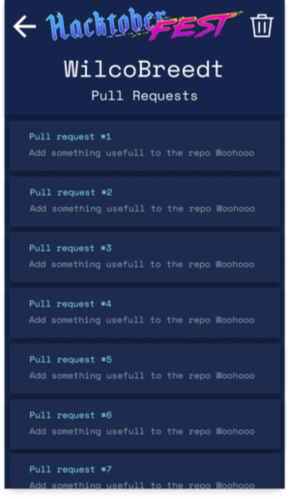 Hacktober
FEST
WilcoBreedt
Pull Requests
Pull request #1
Add something usefull to the repo Woohooo
Pull request #2
Add something usefull to the repo Woohooo
Pull request #3
Add something usefull to the repo Woohooo
Pull request #4
Add something usefull to the repo Woohooo
Pull request #5
Add something usefull to the repo Woohooo
Pull request #6
Add something usefull to the repo Woohooo
Pull request #7
Add something usefull to the repo Woohooo